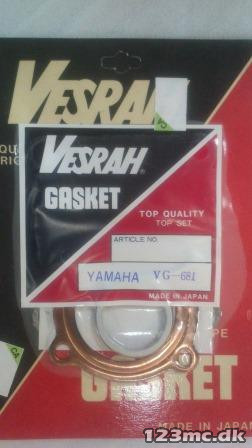 VESRAH
VESRAH
GASKET
TOP QUALITY
TOP SET
ARTICLE NO.
YAMAHA VG-681
MADE IN JAPAN
GASKET
MADE IN JAPAN
123mc.dk